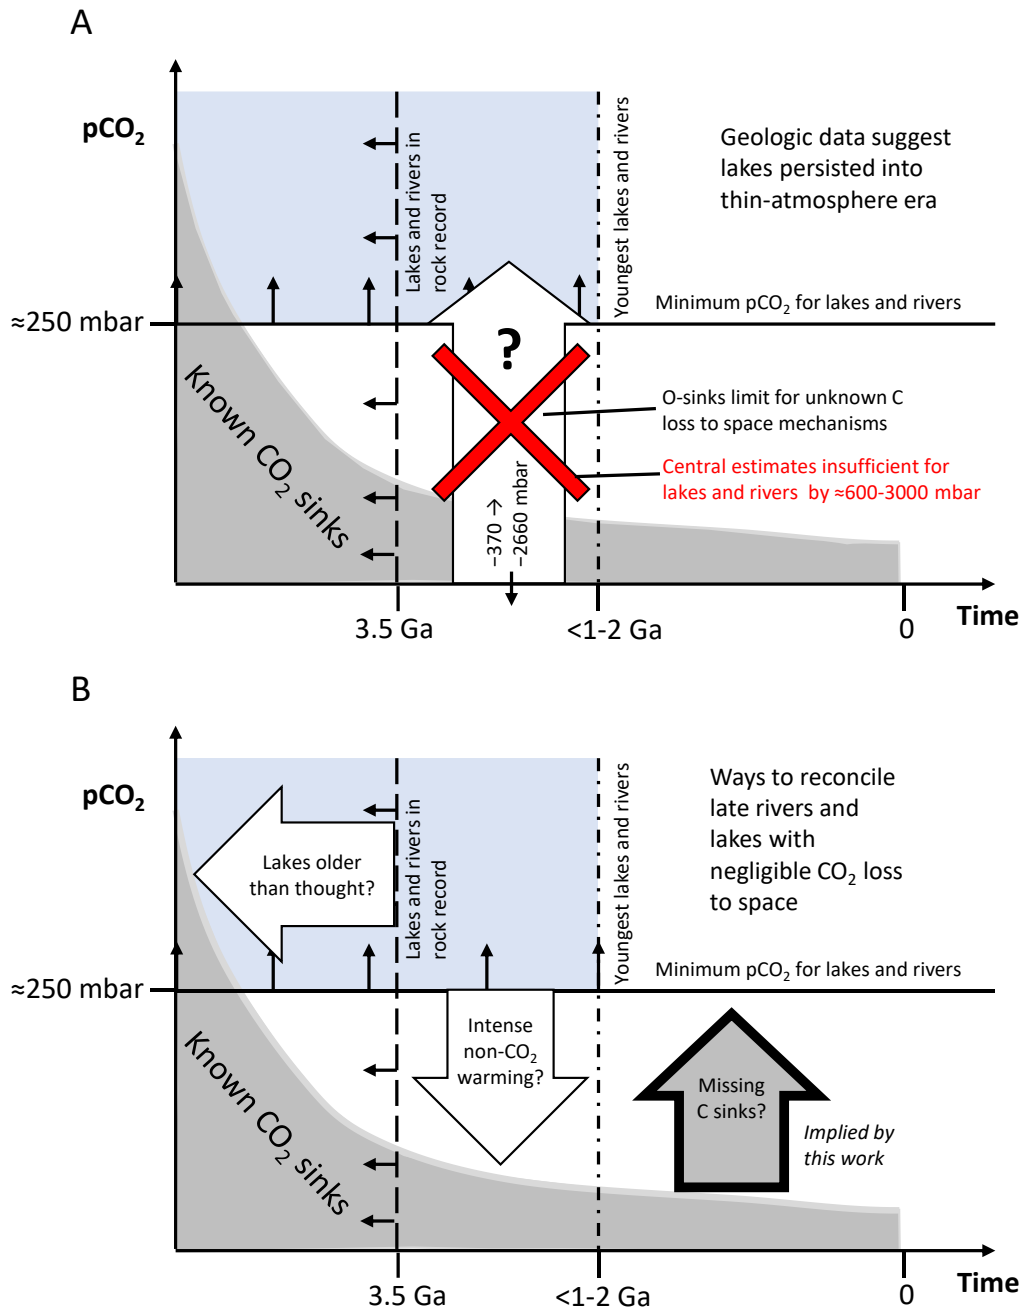 A
pCO₂
Geologic data suggest
lakes persisted into
thin-atmosphere era
Lakes and rivers in
rock record
Youngest lakes and rivers
Minimum pCO₂ for lakes and rivers
≈250 mbar
?
Known CO₂ sinks
O-sinks limit for unknown C
loss to space mechanisms
Central estimates insufficient for
lakes and rivers by ≈600-3000 mbar
−370 →
−2660 mbar
3.5 Ga
<1-2 Ga
0
Time
B
pCO₂
Ways to reconcile
late rivers and
lakes with
negligible CO₂ loss
to space
Lakes older
than thought?
Lakes and rivers in
rock record
Youngest lakes and rivers
Minimum pCO₂ for lakes and rivers
≈250 mbar
Intense
non-CO₂
warming?
Known CO₂ sinks
Missing
C sinks?
Implied by
this work
3.5 Ga
<1-2 Ga
0
Time